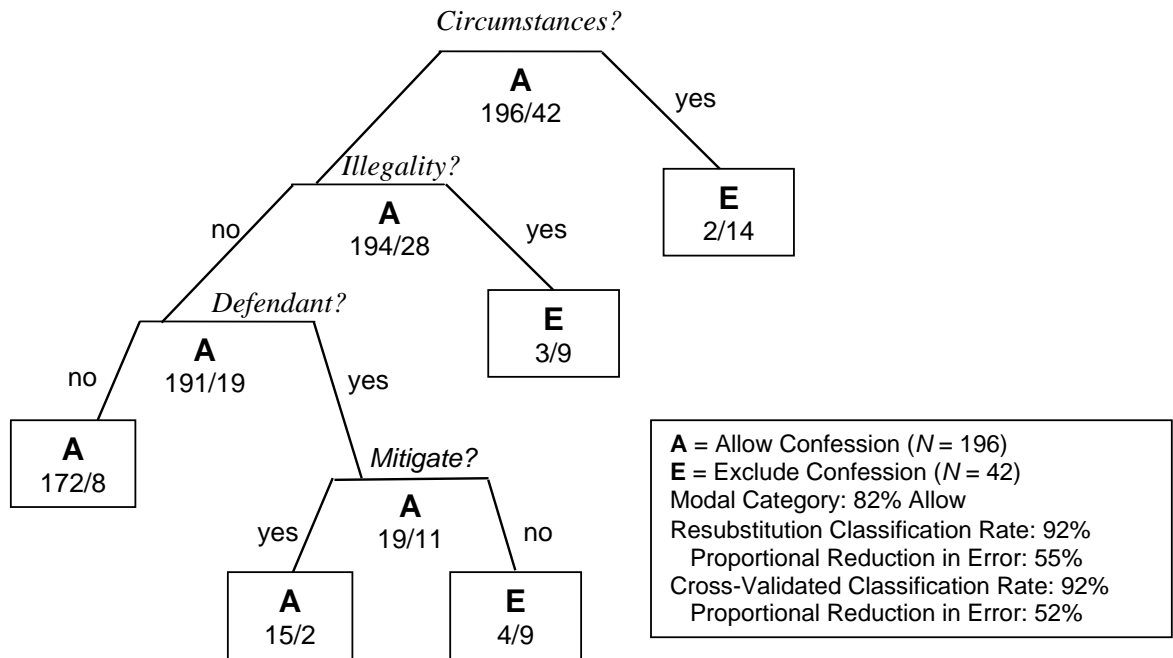 Circumstances?
A
196/42
yes
Illegality?
E
2/14
A
194/28
no
yes
Defendant?
E
3/9
A
191/19
no
yes
A
172/8
Mitigate?
A
19/11
yes
no
A
15/2
E
4/9
A = Allow Confession (N = 196)
E = Exclude Confession (N = 42)
Modal Category: 82% Allow
Resubstitution Classification Rate: 92%
Proportional Reduction in Error: 55%
Cross-Validated Classification Rate: 92%
Proportional Reduction in Error: 52%